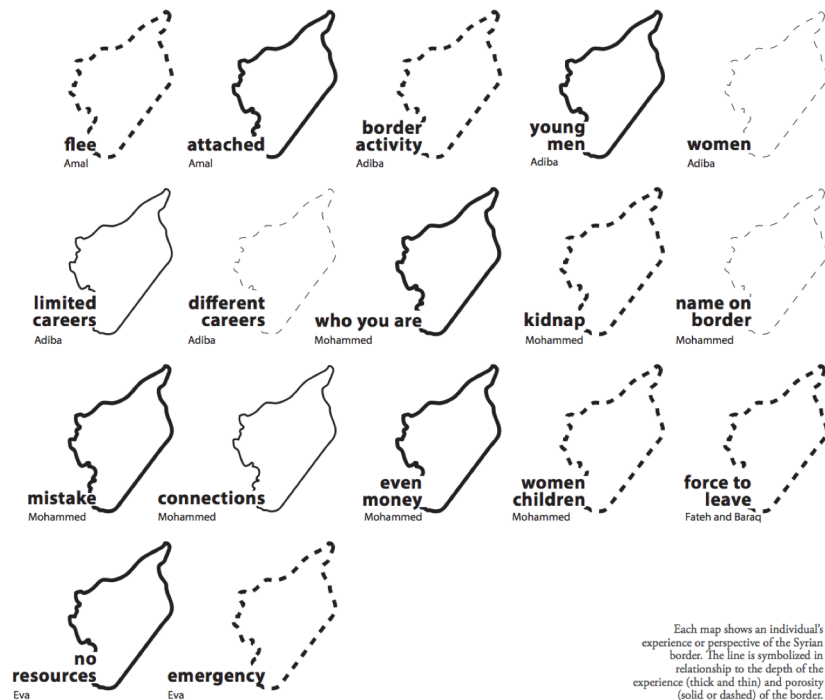 flee
Amal
attached
Amal
border
activity
Adiba
young
men
Adiba
women
Adiba
limited
careers
Adiba
different
careers
Adiba
who you are
Mohammed
kidnap
Mohammed
name on
border
Mohammed
mistake
Mohammed
connections
Mohammed
even
money
Mohammed
women
children
Mohammed
force to
leave
Fateh and Baraq
no
resources
Eva
emergency
Eva
Each map shows an individual's
experience or perspective of the Syrian
border. The line is symbolized in
relationship to the depth of the
experience (thick and thin) and porosity
(solid or dashed) of the border.